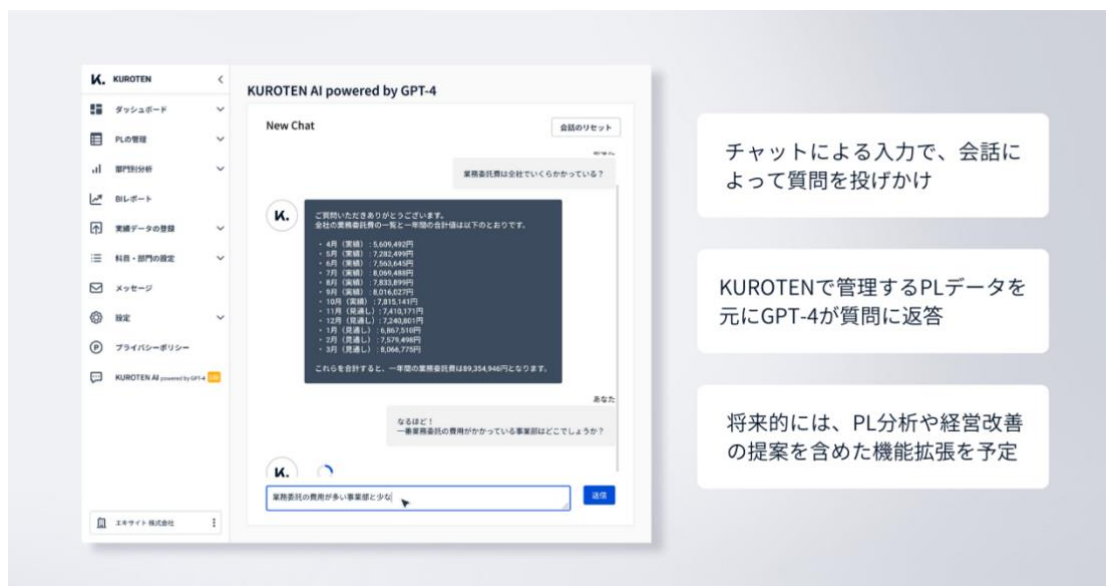 K. KUROTEN
ダッシュボード
PLの管理
部門別分析
BIレポート
実績データの登録
科目・部門の設定
メッセージ
設定
プライバシーポリシー
KUROTEN AI powered by GPT-4
エキサイト株式会社
KUROTEN AI powered by GPT-4
New Chat
会話のリセット
業務委託費は全社でいくらかかっている？
K.
ご質問いただきありがとうございます。
全社の業務委託費の一覧と一年間の合計値は以下のとおりです。
・ 4月（実績）：5,609,492円
・ 5月（実績）：7,282,499円
・ 6月（実績）：7,563,645円
・ 7月（実績）：8,069,488円
・ 8月（実績）：7,833,899円
・ 9月（実績）：8,016,027円
・ 10月（実績）：7,815,141円
・ 11月（見通し）：7,410,171円
・ 12月（見通し）：7,240,801円
・ 1月（見通し）：6,867,510円
・ 2月（見通し）：7,579,498円
・ 3月（見通し）：8,066,775円
これらを合計すると、一年間の業務委託費は89,354,946円となります。
あなた
なるほど！
一番業務委託の費用がかかっている事業部はどこでしょうか？
K.
業務委託の費用が多い事業部と少な
送信
チャットによる入力で、会話に
よって質問を投げかけ
KUROTENで管理するPLデータを
元にGPT-4が質問に返答
将来的には、PL分析や経営改善
の提案を含めた機能拡張を予定